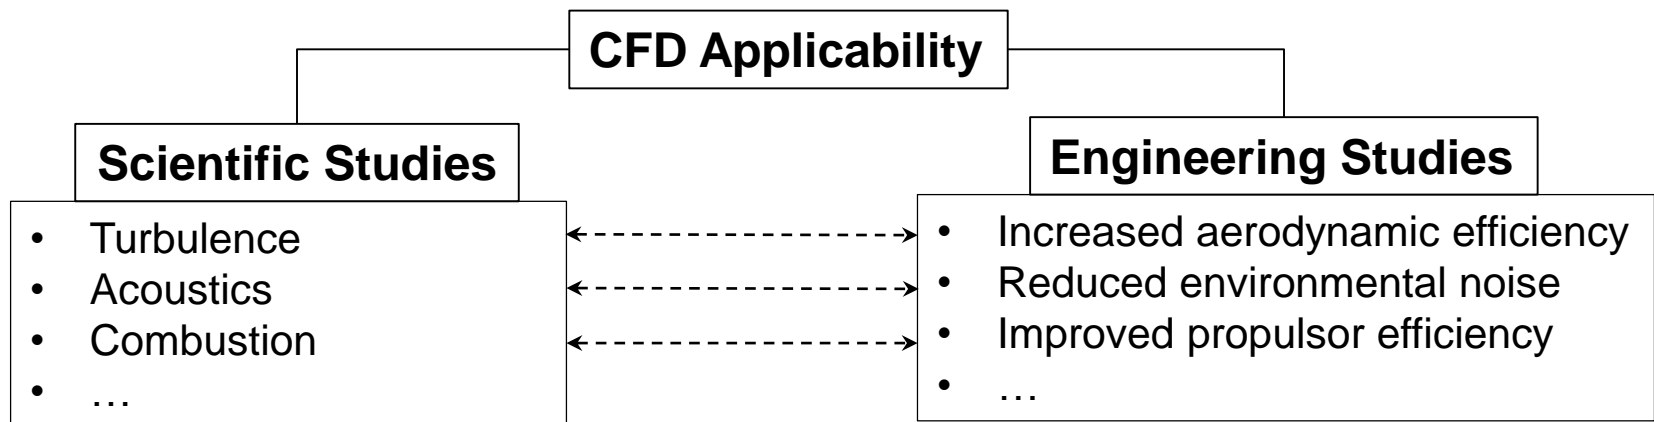 CFD Applicability
Scientific Studies
• Turbulence
• Acoustics
• Combustion
• …
Engineering Studies
• Increased aerodynamic efficiency
• Reduced environmental noise
• Improved propulsor efficiency
• …